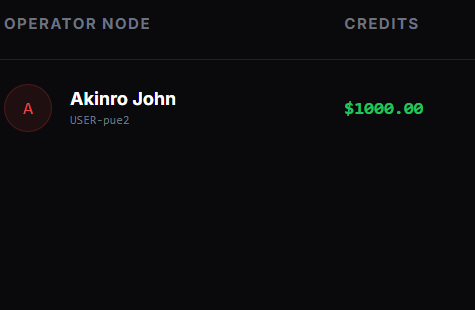 OPERATOR NODE CREDITS
A Akinro John $1000.00
USER-pue2